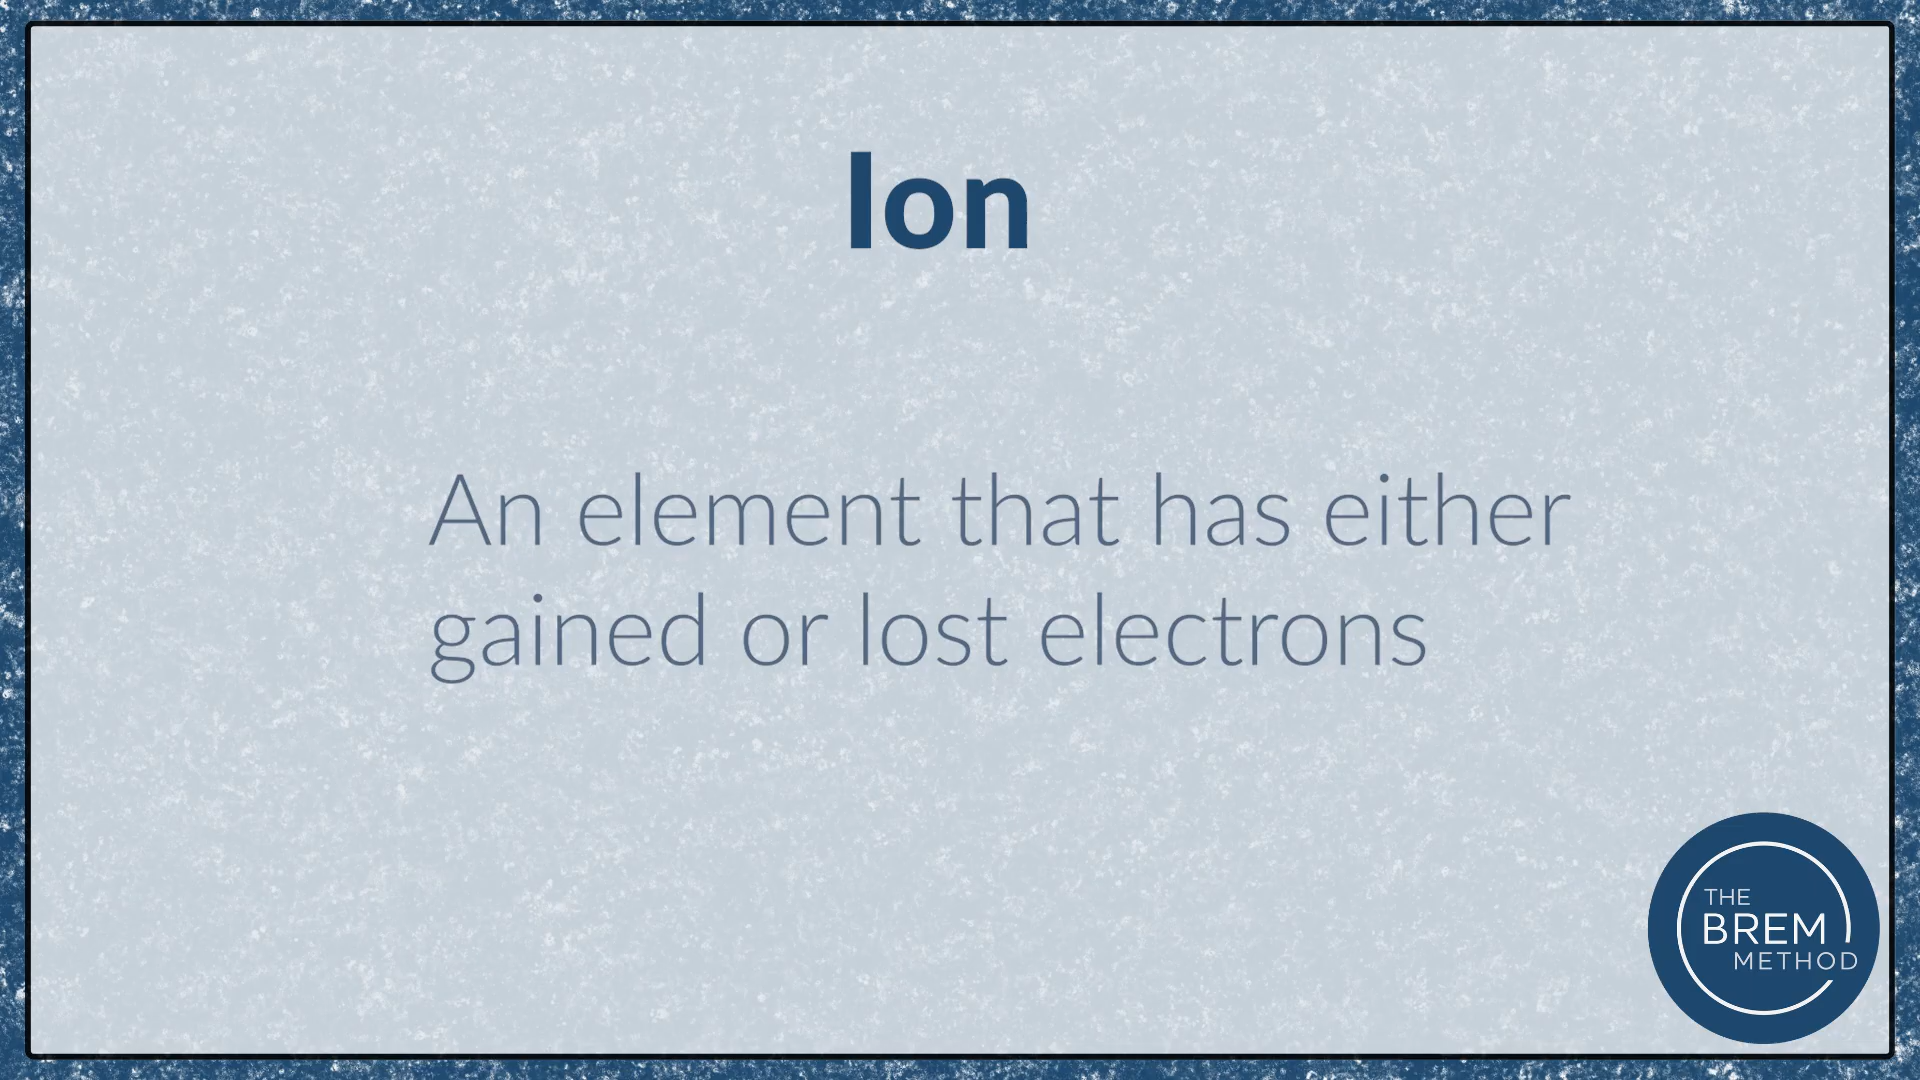 Ion
An element that has either
gained or lost electrons
THE
BREM
METHOD